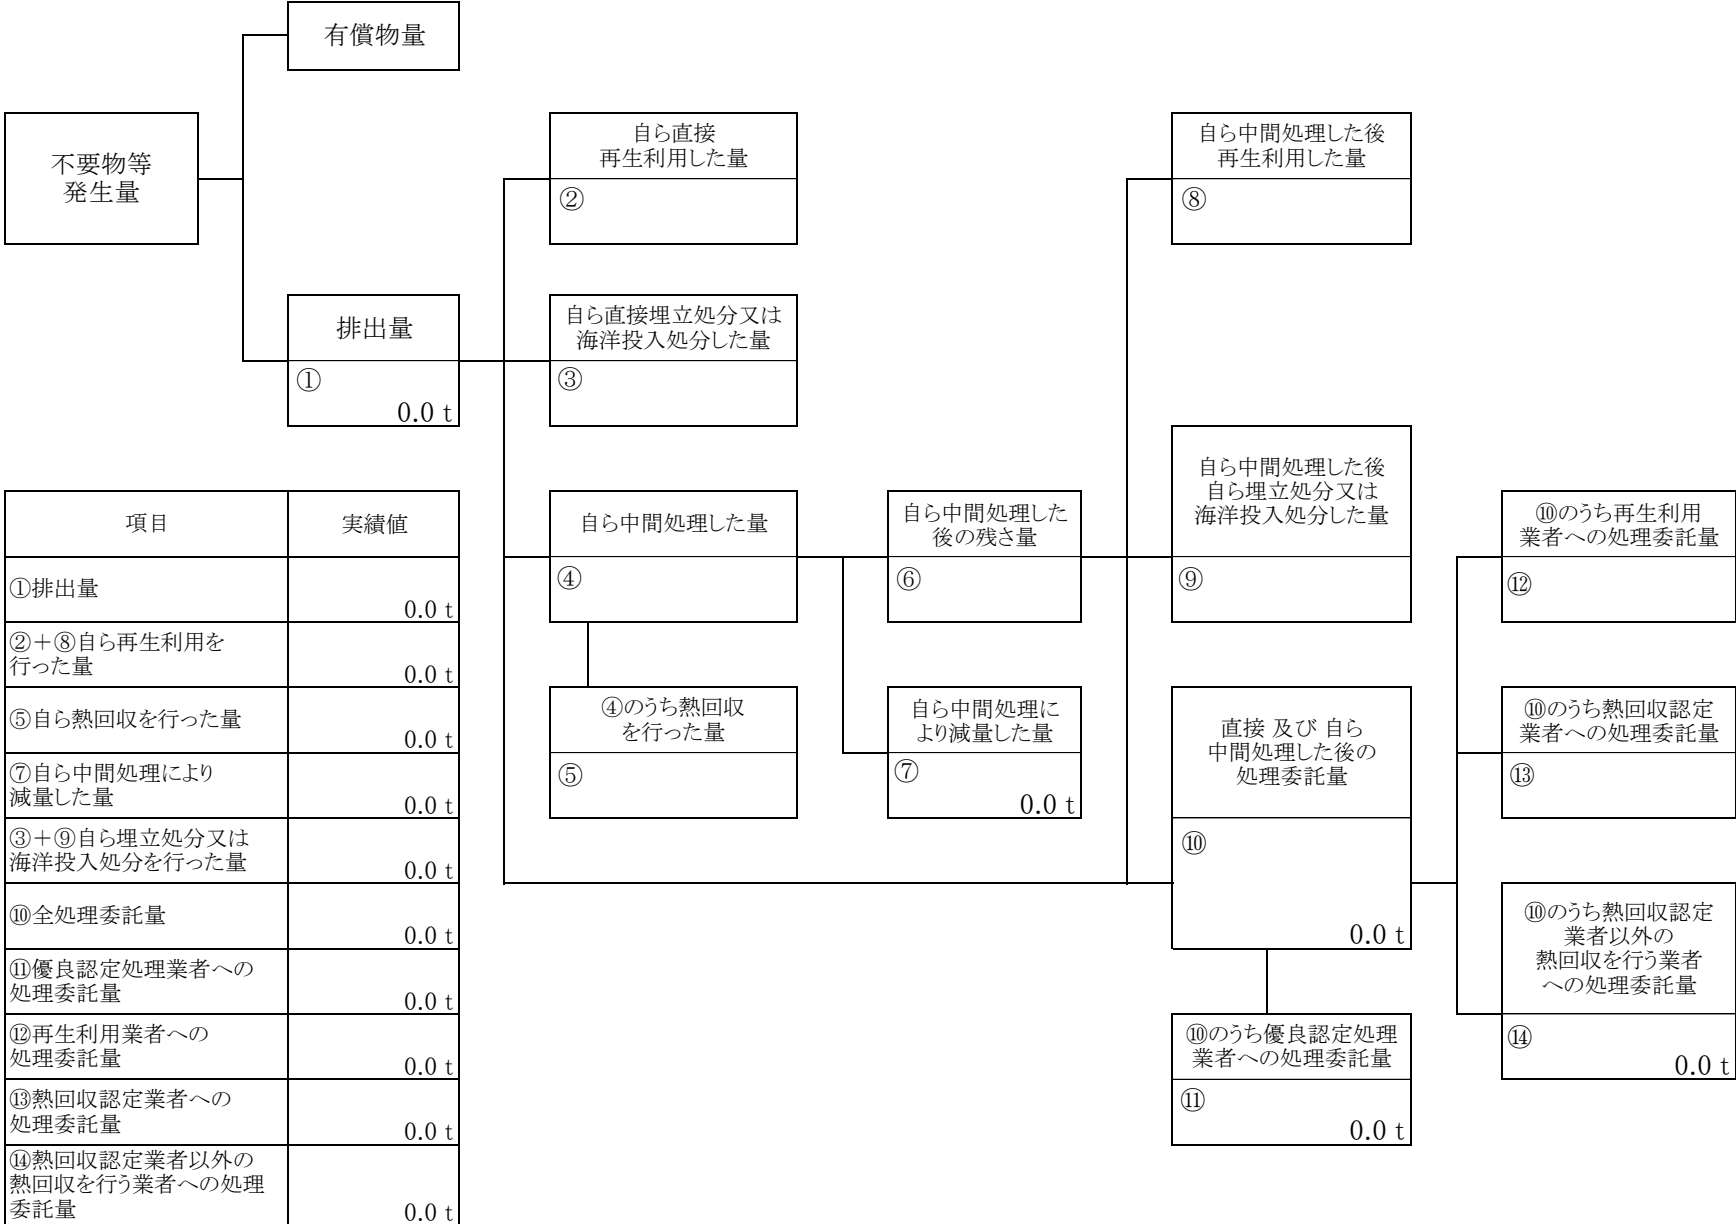 有償物量
不要物等
発生量
自ら直接
再生利用した量
②
自ら中間処理した後
再生利用した量
⑧
排出量
①
0.0 t
自ら直接埋立処分又は
海洋投入処分した量
③
自ら中間処理した量
④
自ら中間処理した
後の残さ量
⑥
自ら中間処理した後
自ら埋立処分又は
海洋投入処分した量
⑨
⑩のうち再生利用
業者への処理委託量
⑫
④のうち熱回収
を行った量
⑤
自ら中間処理に
より減量した量
⑦
0.0 t
直接 及び 自ら
中間処理した後の
処理委託量
⑩
0.0 t
⑩のうち熱回収認定
業者への処理委託量
⑬
⑩のうち熱回収認定
業者以外の
熱回収を行う業者
への処理委託量
⑭
0.0 t
⑩のうち優良認定処理
業者への処理委託量
⑪
0.0 t
項目 実績値
①排出量
0.0 t
②＋⑧自ら再生利用を
行った量
0.0 t
⑤自ら熱回収を行った量
0.0 t
⑦自ら中間処理により
減量した量
0.0 t
③＋⑨自ら埋立処分又は
海洋投入処分を行った量
0.0 t
⑩全処理委託量
0.0 t
⑪優良認定処理業者への
処理委託量
0.0 t
⑫再生利用業者への
処理委託量
0.0 t
⑬熱回収認定業者への
処理委託量
0.0 t
⑭熱回収認定業者以外の
熱回収を行う業者への処理
委託量
0.0 t